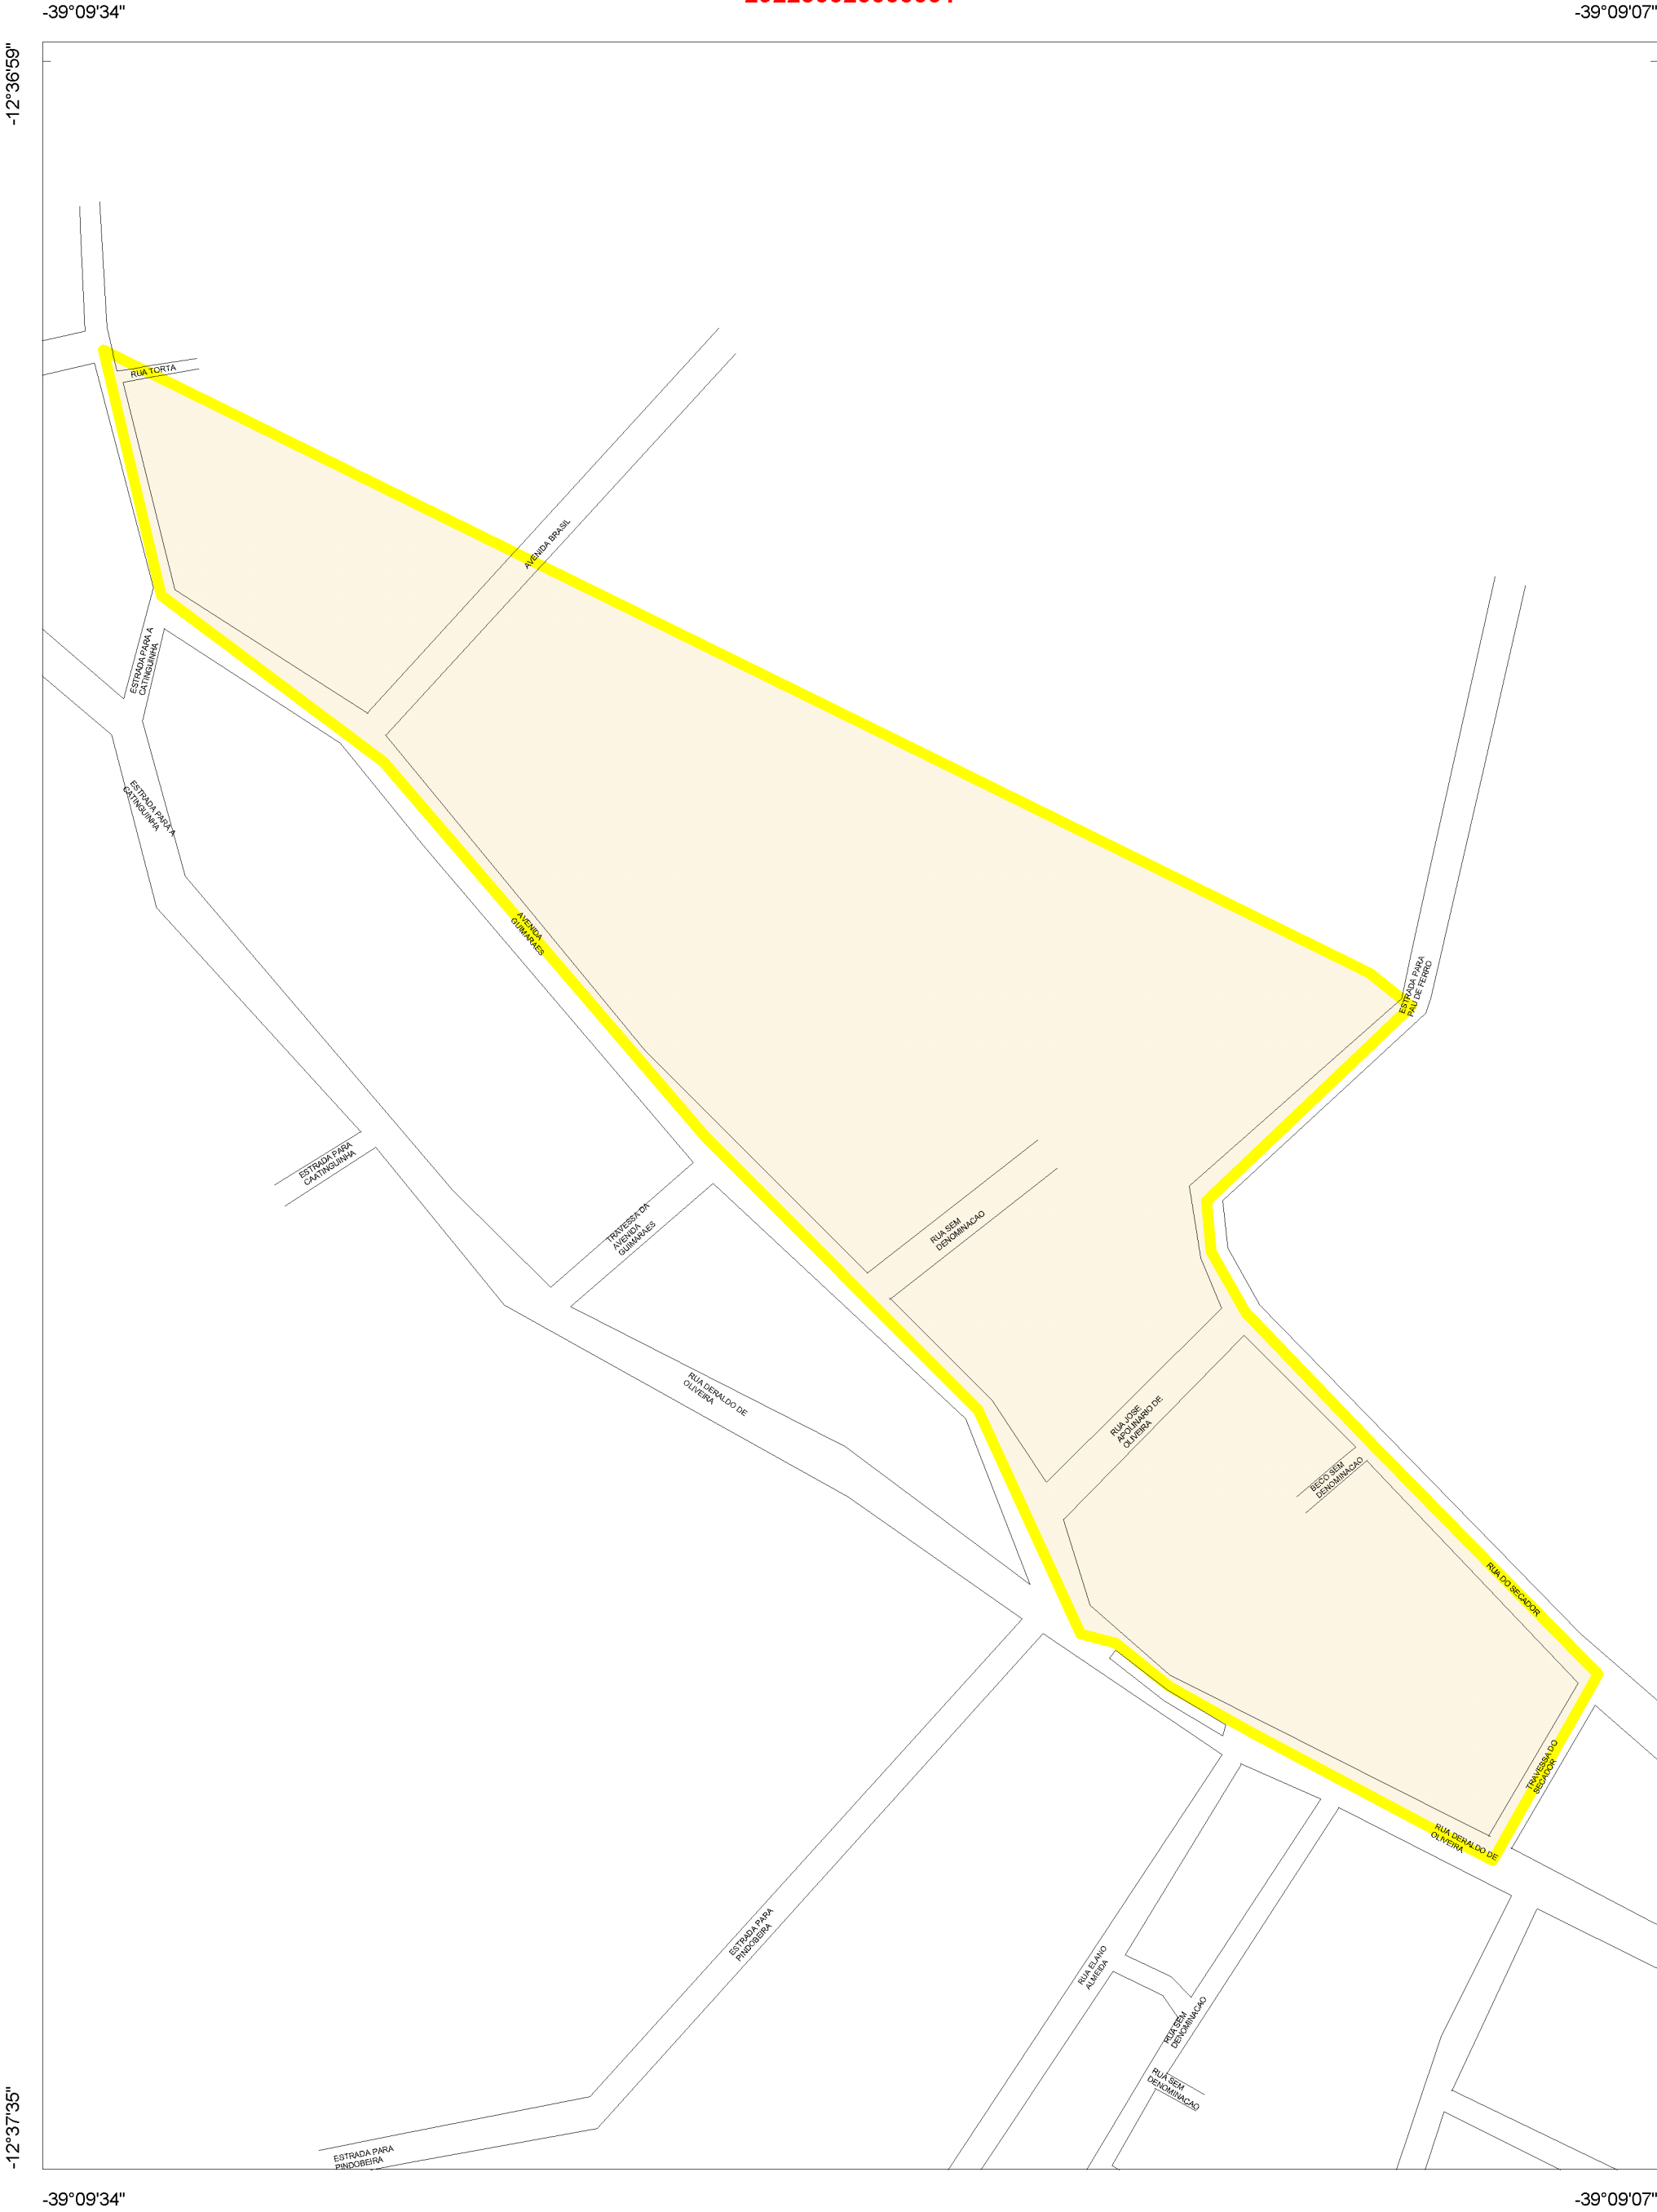 -39°09'34"
-39°09'07"
-12°36'59"
RUA TORTA
AVENIDA BRASIL
ESTRADA PARA A
CATINGUINHA
ESTRADA PARA A
CATINGUINHA
AVENIDA
GUIMARAES
ESTRADA PARA
PAU DE FERRO
ESTRADA PARA
CAATINGUINHA
TRAVESSA DA
AVENIDA
GUIMARAES
RUA SEM
DENOMINACAO
RUA DERALDO DE
OLIVEIRA
RUA JOSE
APOLINARIO DE
OLIVEIRA
BECO SEM
DENOMINACAO
RUA DO SECADOR
TRAVESSA DO
SECADOR
RUA DERALDO DE
OLIVEIRA
ESTRADA PARA
PINDOBEIRA
RUA ELANO
ALMEIDA
RUA SEM
DENOMINACAO
RUA SEM
DENOMINACAO
ESTRADA PARA
PINDOBEIRA
-12°37'35"
-39°09'34"
-39°09'07"